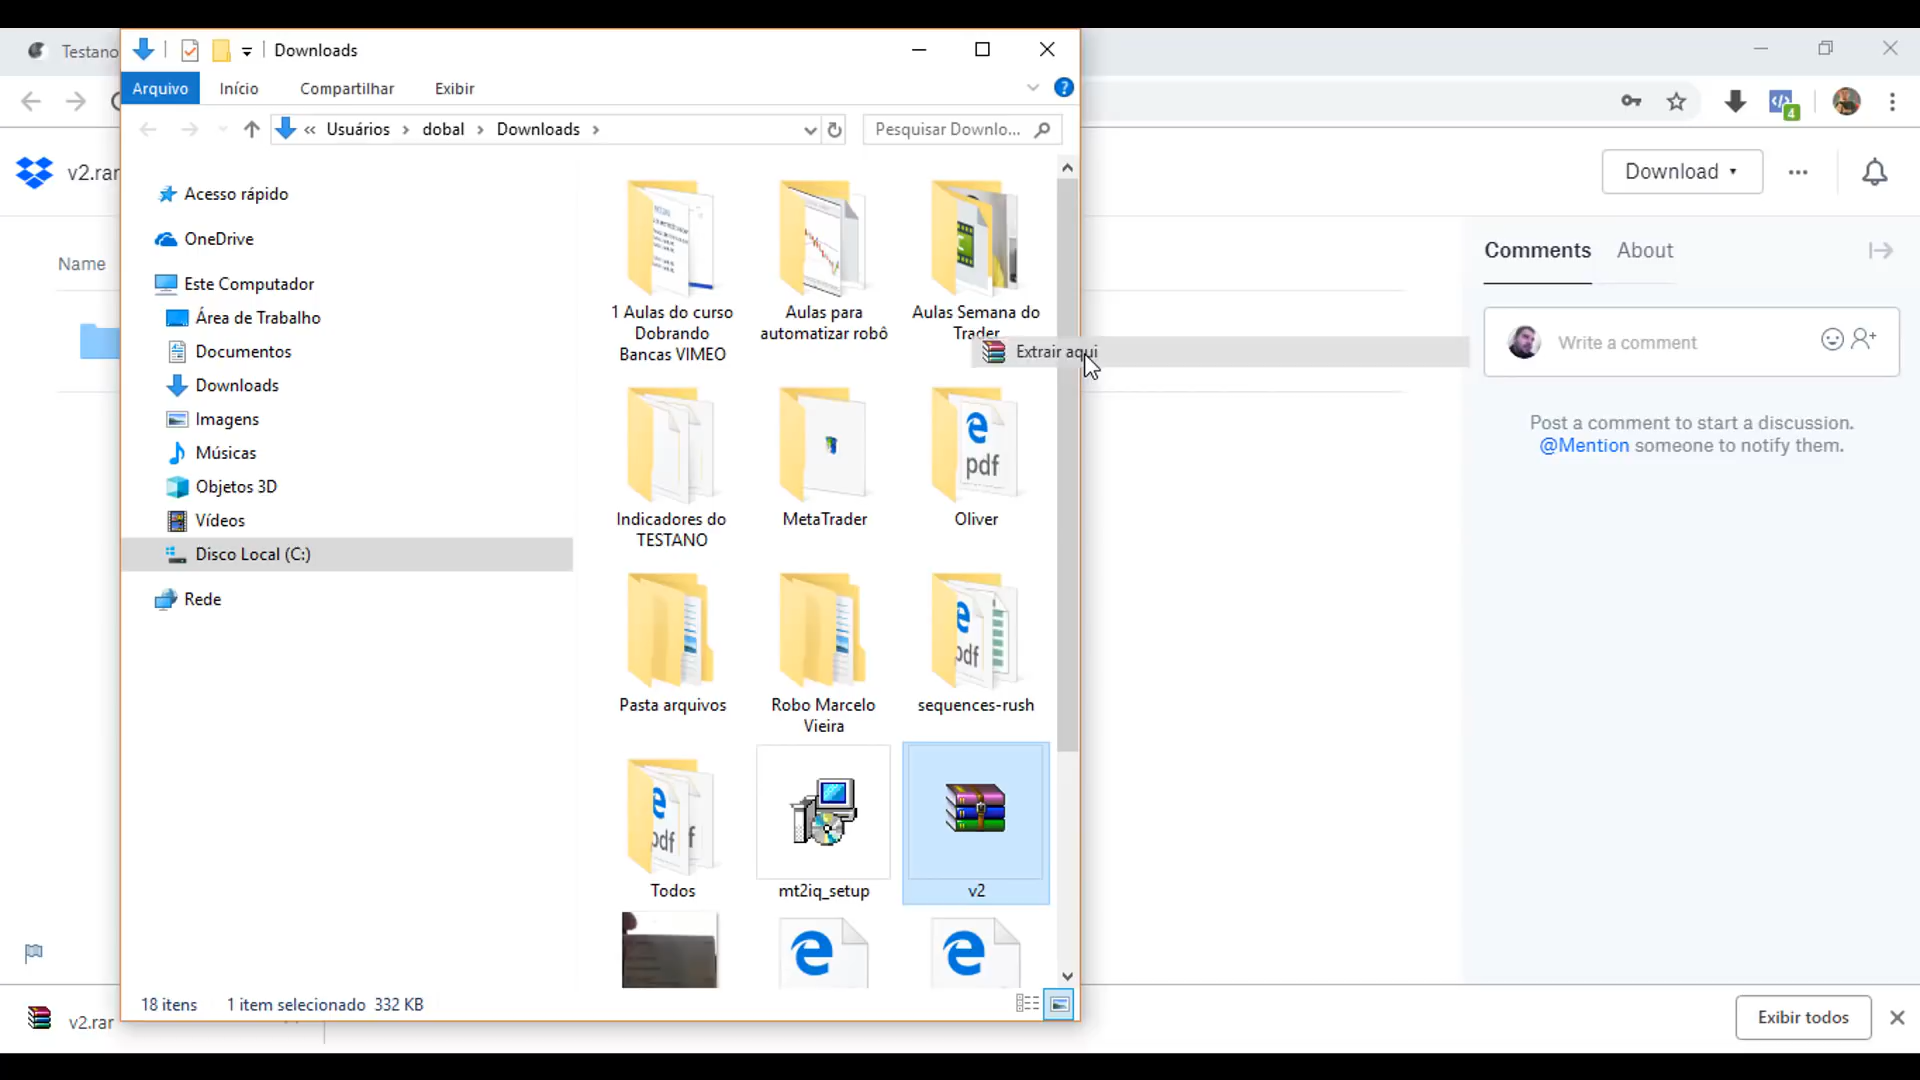 Testano
Downloads
Arquivo
Início
Compartilhar
Exibir
?
« Usuários › dobal › Downloads ›
Pesquisar Downlo...
4
v2.rar
Download
Acesso rápido
OneDrive
Este Computador
Área de Trabalho
Documentos
Downloads
Imagens
Músicas
Objetos 3D
Vídeos
Disco Local (C:)
Rede
Name
1 Aulas do curso
Dobrando
Bancas VIMEO
Aulas para
automatizar robô
Aulas Semana do
Trader
Extrair aqui
Indicadores do
TESTANO
MetaTrader
pdf
Oliver
Pasta arquivos
Robo Marcelo
Vieira
pdf
sequences-rush
pdf
Todos
mt2iq_setup
v2
18 itens
1 item selecionado 332 KB
Comments
About
Write a comment
Post a comment to start a discussion.
@Mention someone to notify them.
v2.rar
Exibir todos